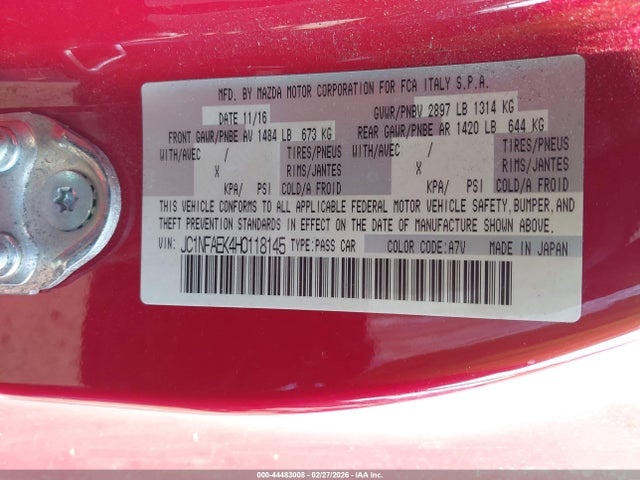 MFD. BY MAZDA MOTOR CORPORATION FOR FCA ITALY S.P.A.
DATE 11/16 GVWR/PNBV 2897 LB 1314 KG
FRONT GAWR/PNBE AV 1484 LB 673 KG REAR GAWR/PNBE AR 1420 LB 644 KG
WITH/AVEC / TIRES/PNEUS WITH/AVEC / TIRES/PNEUS
X RIMS/JANTES X RIMS/JANTES
KPA/ PSI COLD/A FROID KPA/ PSI COLD/A FROID
THIS VEHICLE CONFORMS TO ALL APPLICABLE FEDERAL MOTOR VEHICLE SAFETY, BUMPER, AND
THEFT PREVENTION STANDARDS IN EFFECT ON THE DATE OF MANUFACTURE SHOWN ABOVE.
VIN: JC1NFAEK4H0118145 TYPE:PASS CAR COLOR CODE:A7V MADE IN JAPAN
000-44483008 - 02/27/2026 - IAAI.COM